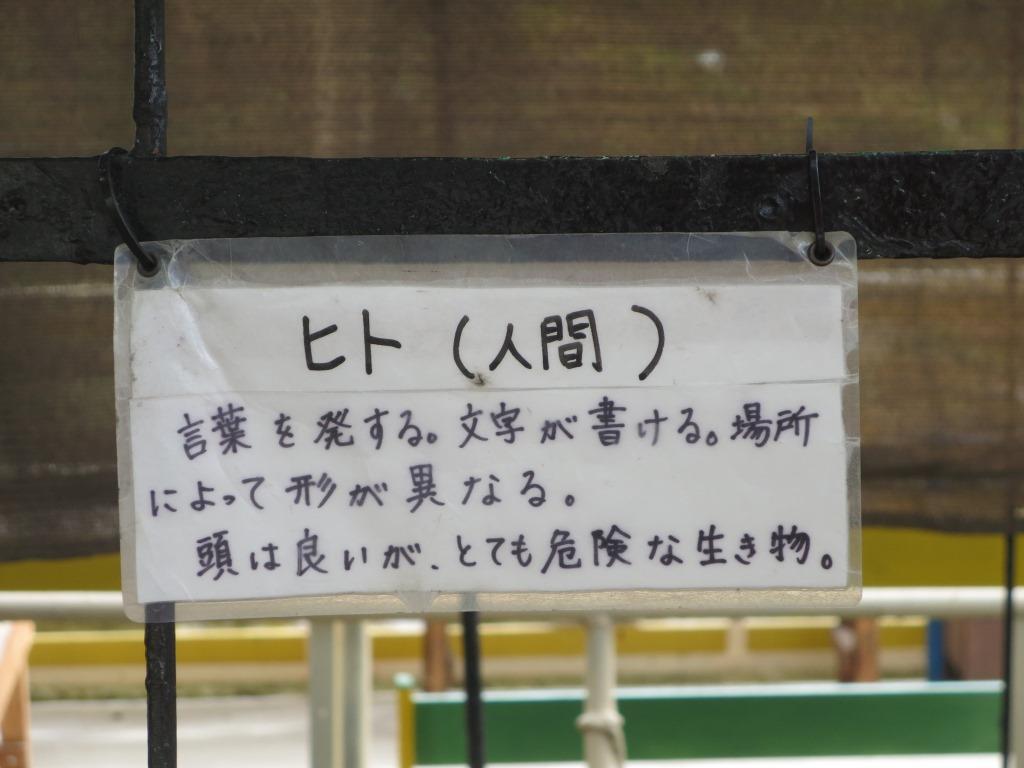 ヒト（人間）
言葉を発する。文字が書ける。場所
によって形が異なる。
頭は良いが、とても危険な生き物。